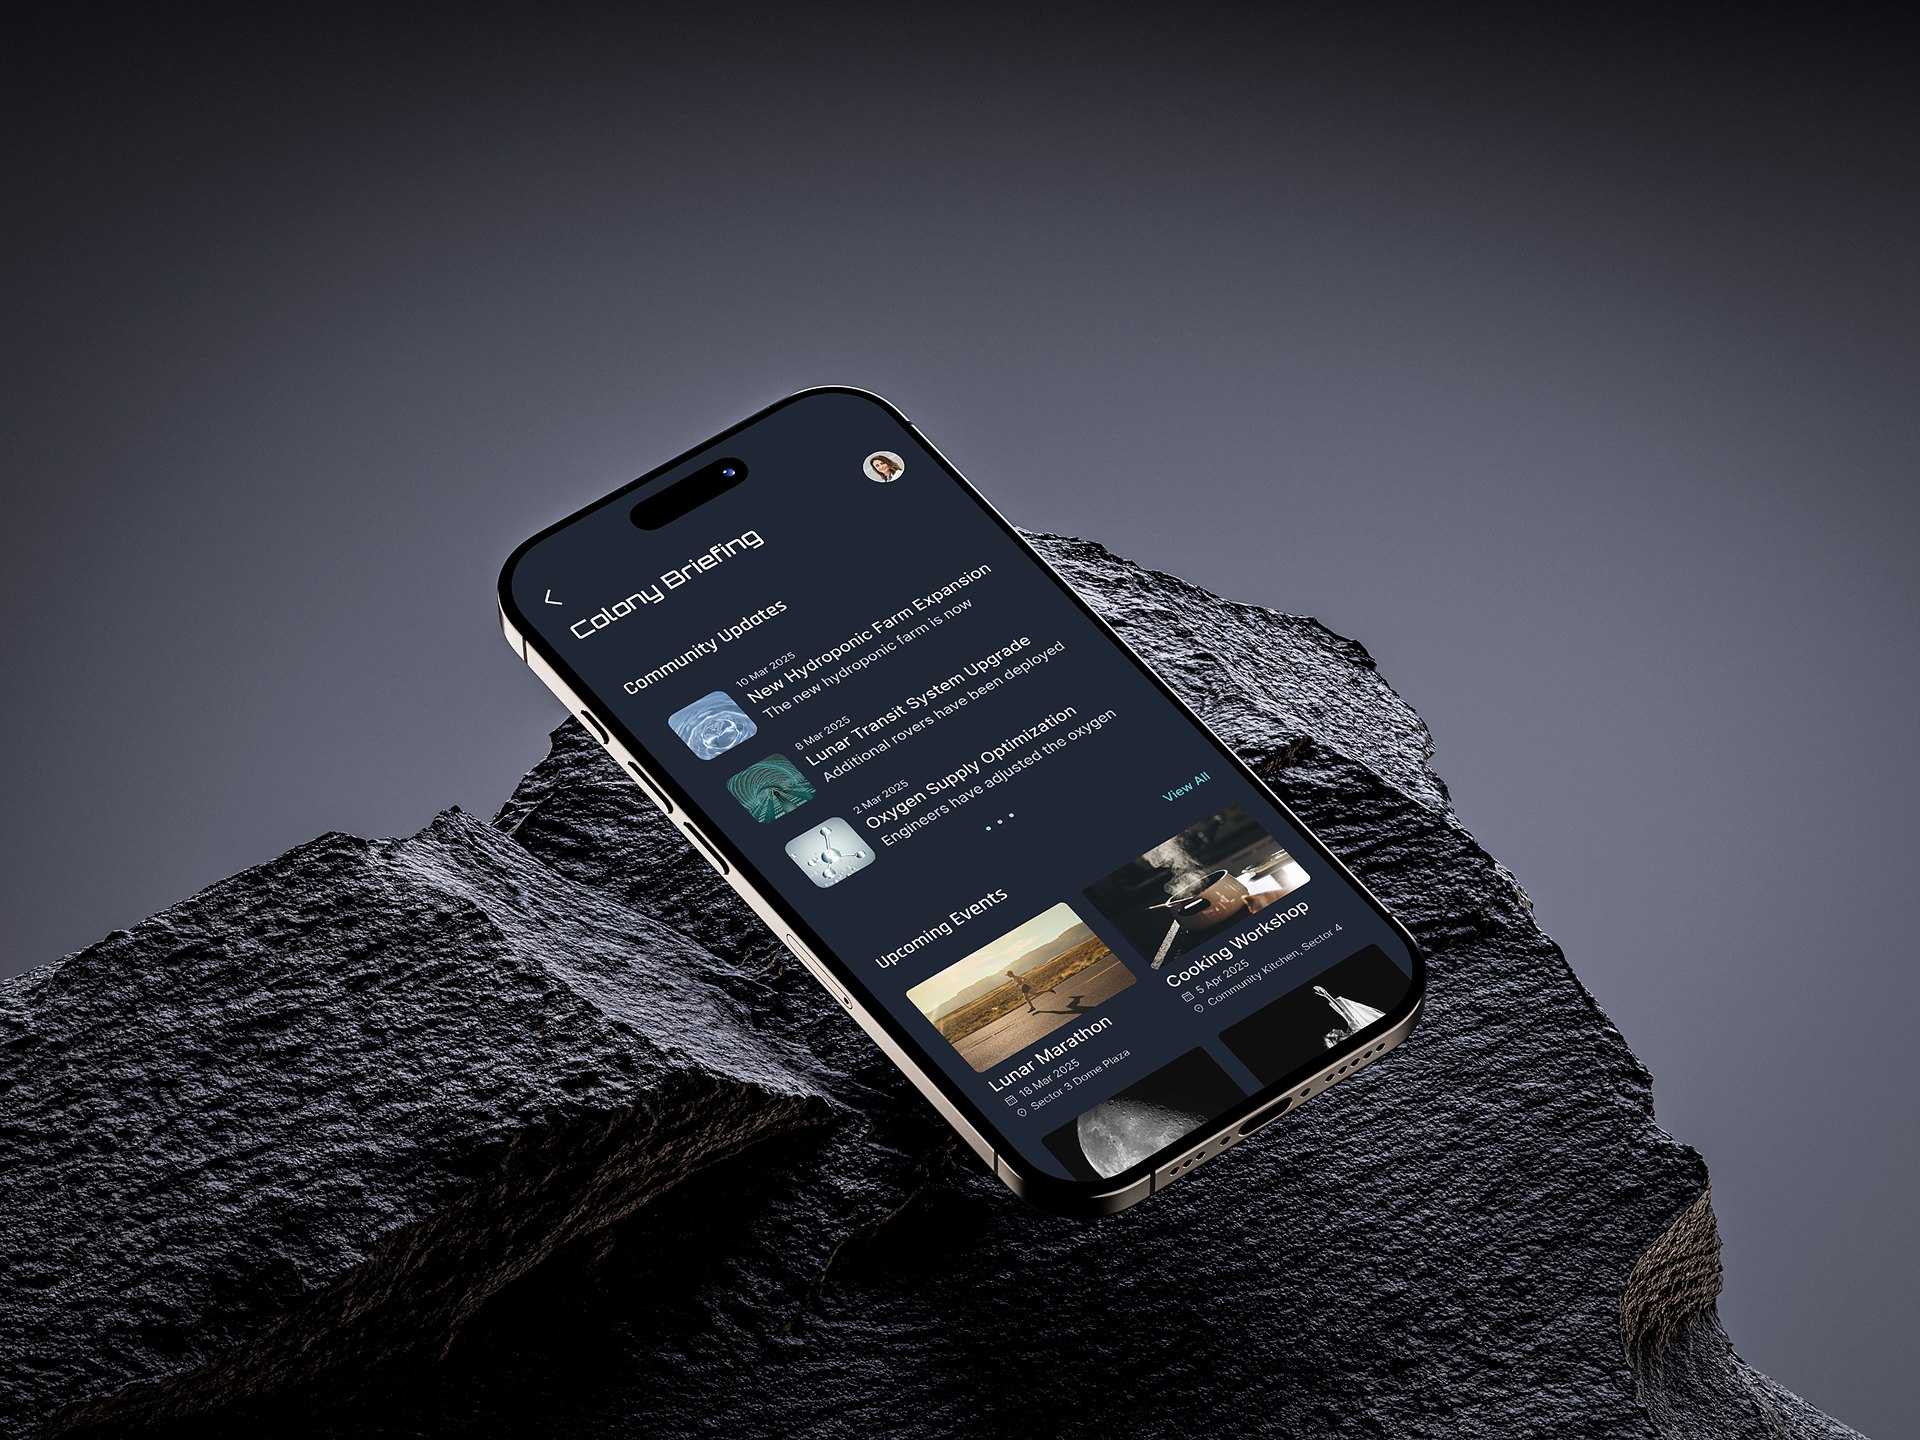 Colony Briefing
Community Updates
10 Mar 2025
New Hydroponic Farm Expansion
The new hydroponic farm is now
8 Mar 2025
Lunar Transit System Upgrade
Additional rovers have been deployed
2 Mar 2025
Oxygen Supply Optimization
Engineers have adjusted the oxygen
Upcoming Events
View All
Lunar Marathon
18 Mar 2025
Sector 3 Dome Plaza
Cooking Workshop
5 Apr 2025
Community Kitchen, Sector 4